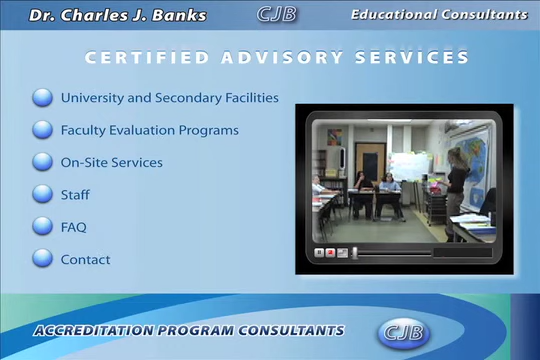 Dr. Charles J. Banks CJB Educational Consultants
CERTIFIED ADVISORY SERVICES
University and Secondary Facilities
Faculty Evaluation Programs
On-Site Services
Staff
FAQ
Contact
ACCREDITATION PROGRAM CONSULTANTS CJB